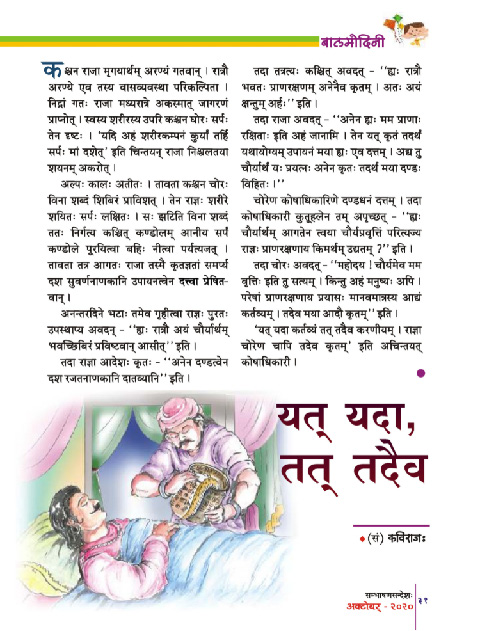 बालमोदिनी
कश्चन राजा मृगयार्थम् अरण्यं गतवान् । रात्रौ
अरण्ये एव तस्य वासव्यवस्था परिकल्पिता ।
निद्रां गतः राजा मध्यरात्रे अकस्मात् जागरणं
प्राप्नोत् । स्वस्य शरीरस्य उपरि कश्चन घोरः सर्पः
तेन दृष्टः । 'यदि अहं शरीरकम्पनं कुर्यां तर्हि
सर्पः मां दशेत्' इति चिन्तयन् राजा निश्चलतया
शयनम् अकरोत् ।
अल्पः कालः अतीतः । तावता कश्चन चोरः
विना शब्दं शिबिरं प्राविशत् । तेन राज्ञः शरीरे
शयितः सर्पः लक्षितः । सः झटिति विना शब्दं
ततः निर्गत्य कञ्चित् कण्डोलम् आनीय सर्पं
कण्डोले पूरयित्वा बहिः नीत्वा पर्यत्यजत् ।
तावता तत्र आगतः राजा तस्मै कृतज्ञतां समर्प्य
दश सुवर्णनाणकानि उपायनत्वेन दत्त्वा प्रेषित-
वान् ।
अनन्तरदिने भटाः तमेव गृहीत्वा राज्ञः पुरतः
उपस्थाप्य अवदन् - ''ह्यः रात्रौ अयं चौर्यार्थम्
भवच्छिबिरं प्रविष्टवान् आसीत्'' इति ।
तदा राज्ञा आदेशः कृतः - ''अनेन दण्डत्वेन
दश रजतनाणकानि दातव्यानि'' इति ।
तदा तत्रत्यः कश्चित् अवदत् - ''ह्यः रात्रौ
भवतः प्राणरक्षणम् अनेनैव कृतम् । अतः अयं
क्षन्तुम् अर्हः'' इति ।
तदा राजा अवदत् - ''अनेन ह्यः मम प्राणाः
रक्षिताः इति अहं जानामि । तेन यत् कृतं तदर्थं
यथायोग्यम् उपायनं मया ह्यः एव दत्तम् । अद्य तु
चौर्यार्थं यः प्रयत्नः अनेन कृतः तदर्थं मया दण्डः
विहितः ।''
चोरेण कोषाधिकारिणे दण्डधनं दत्तम् । तदा
कोषाधिकारी कुतूहलेन तम् अपृच्छत् - ''ह्यः
चौर्यार्थम् आगतेन त्वया चौर्यप्रवृत्तिं परित्यज्य
राज्ञः प्राणरक्षणाय किमर्थम् उद्यतम् ?'' इति ।
तदा चोरः अवदत् - ''महोदय ! चौर्यमेव मम
वृत्तिः इति तु सत्यम् । किन्तु अहं मनुष्यः अपि ।
परेषां प्राणरक्षणाय प्रयासः मानवमात्रस्य आद्यं
कर्तव्यम् । तदेव मया आदौ कृतम्'' इति ।
'यत् यदा कर्तव्यं तत् तदैव करणीयम् । राज्ञा
चोरेण चापि तदेव कृतम्' इति अचिन्तयत्
कोषाधिकारी ।
यत् यदा,
तत् तदैव
(सं) कविराजः
सम्भाषणसन्देशः
अक्टोबर् - २०२०
३१